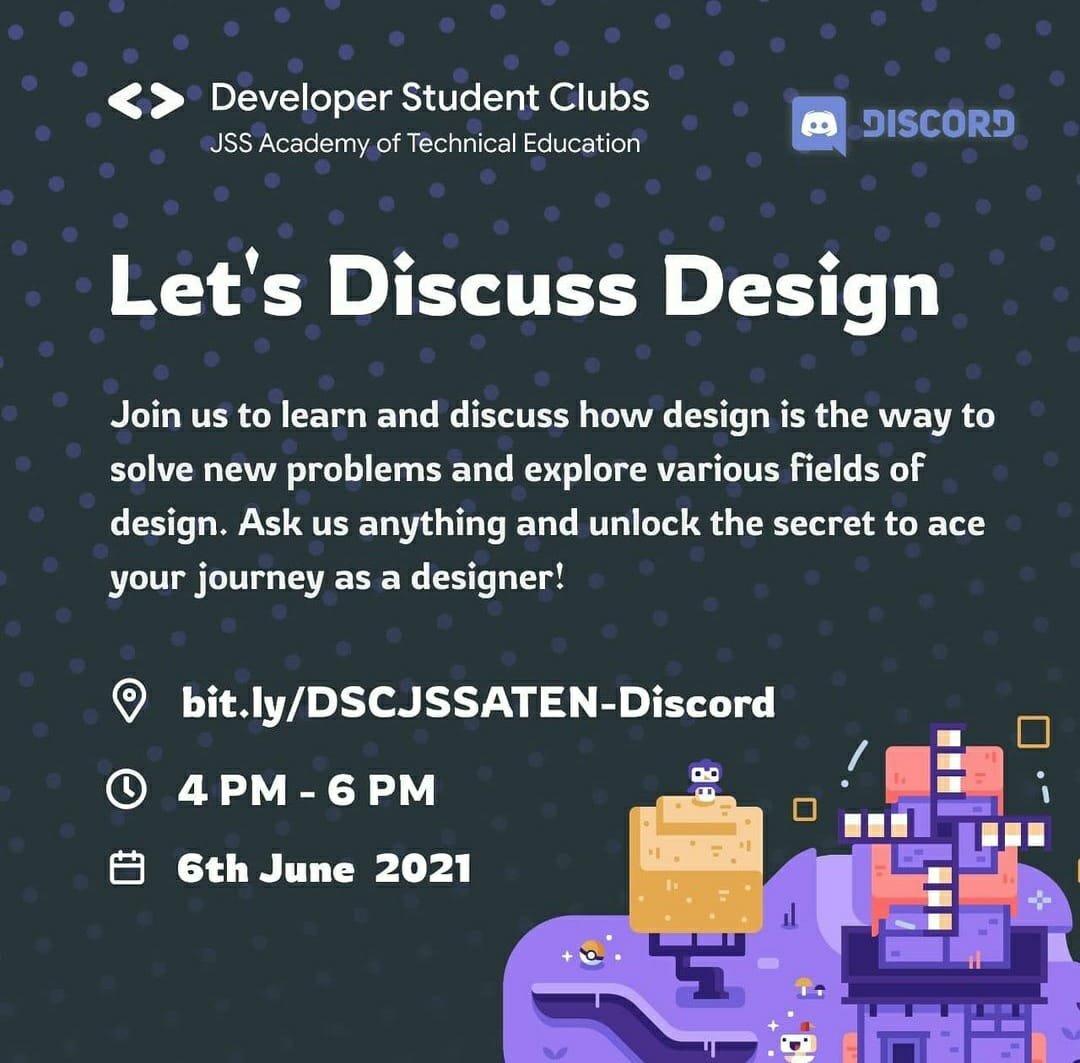 Developer Student Clubs
JSS Academy of Technical Education
DISCORD
Let's Discuss Design
Join us to learn and discuss how design is the way to
solve new problems and explore various fields of
design. Ask us anything and unlock the secret to ace
your journey as a designer!
bit.ly/DSCJSSATEN-Discord
4 PM - 6 PM
6th June 2021